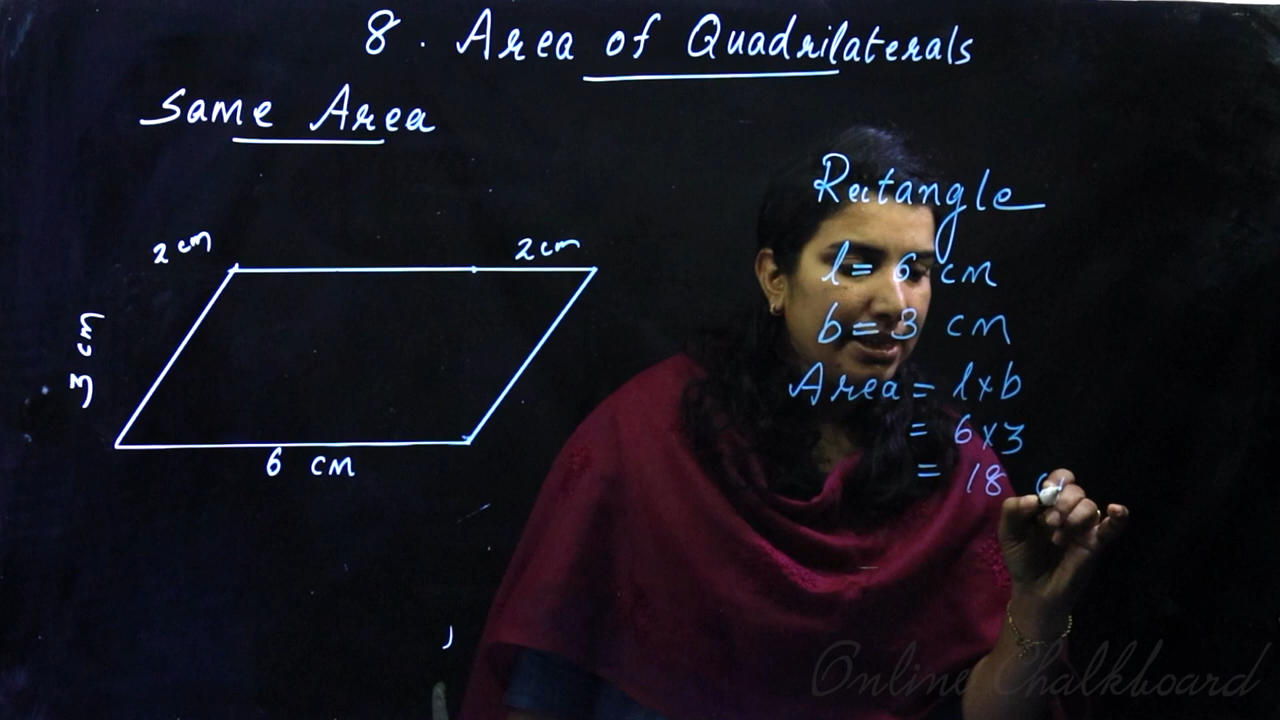 8. Area of Quadrilaterals
Same Area
2 cm
2 cm
3 cm
6 cm
Rectangle
l = 6 cm
b = 3 cm
Area = l×b
= 6×3
= 18
Online Chalkboard